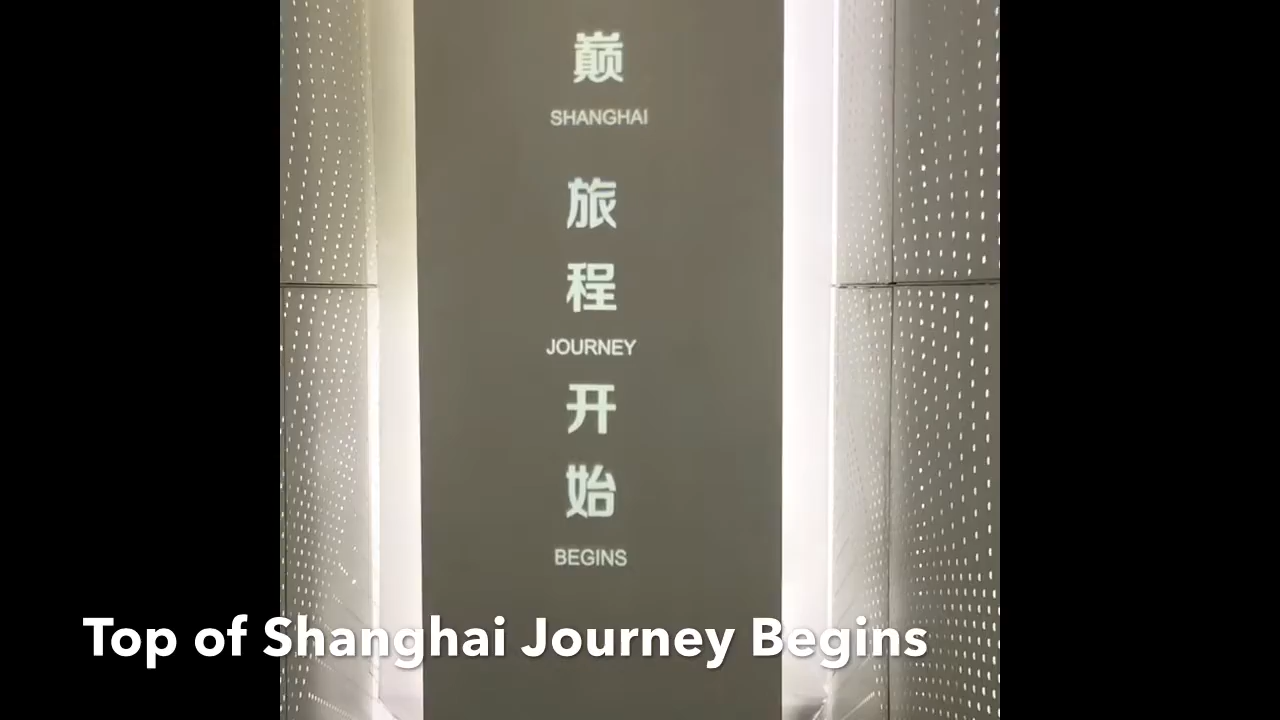 巅
SHANGHAI
旅
程
JOURNEY
开
始
BEGINS
Top of Shanghai Journey Begins